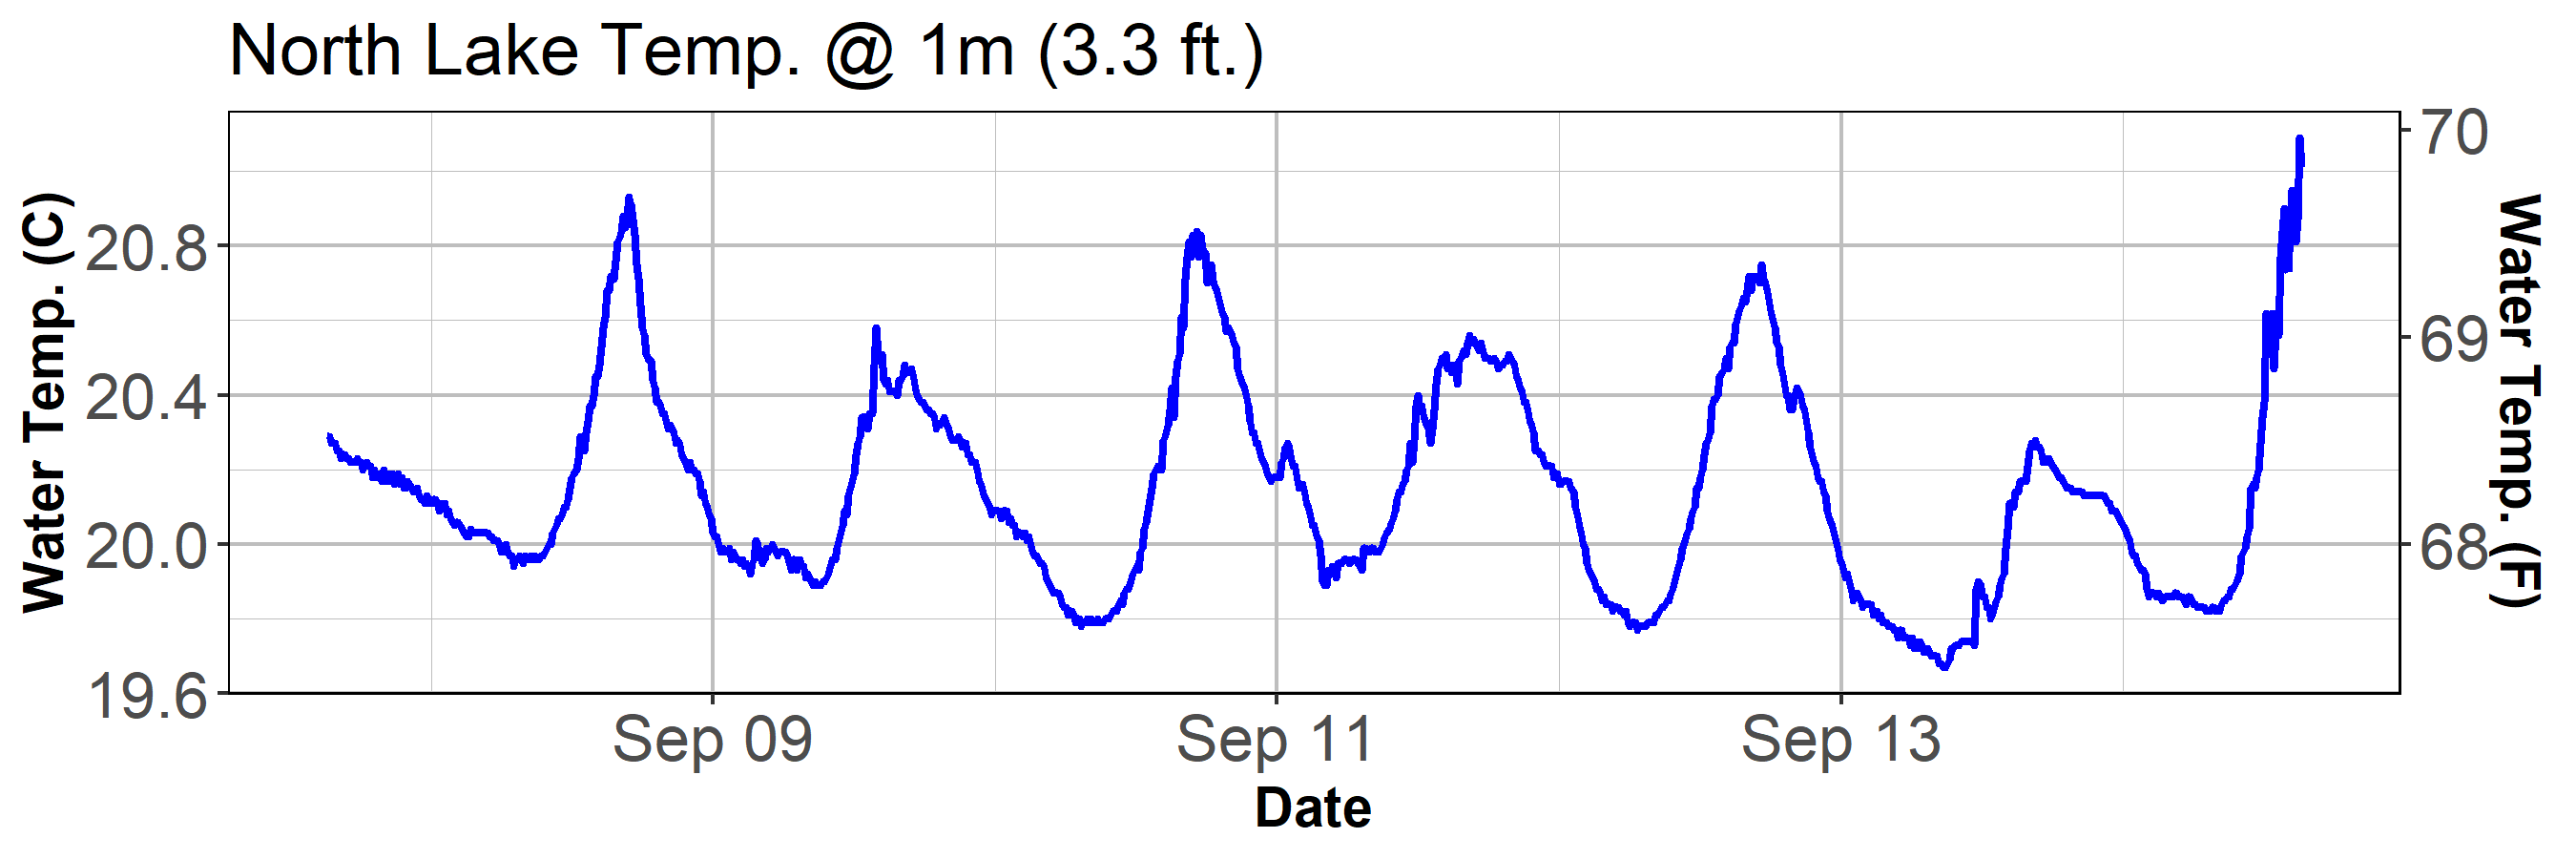 North Lake Temp. @ 1m (3.3 ft.)
Water Temp. (C)
20.8
20.4
20.0
19.6
70
69
68
Water Temp. (F)
Sep 09
Sep 11
Sep 13
Date